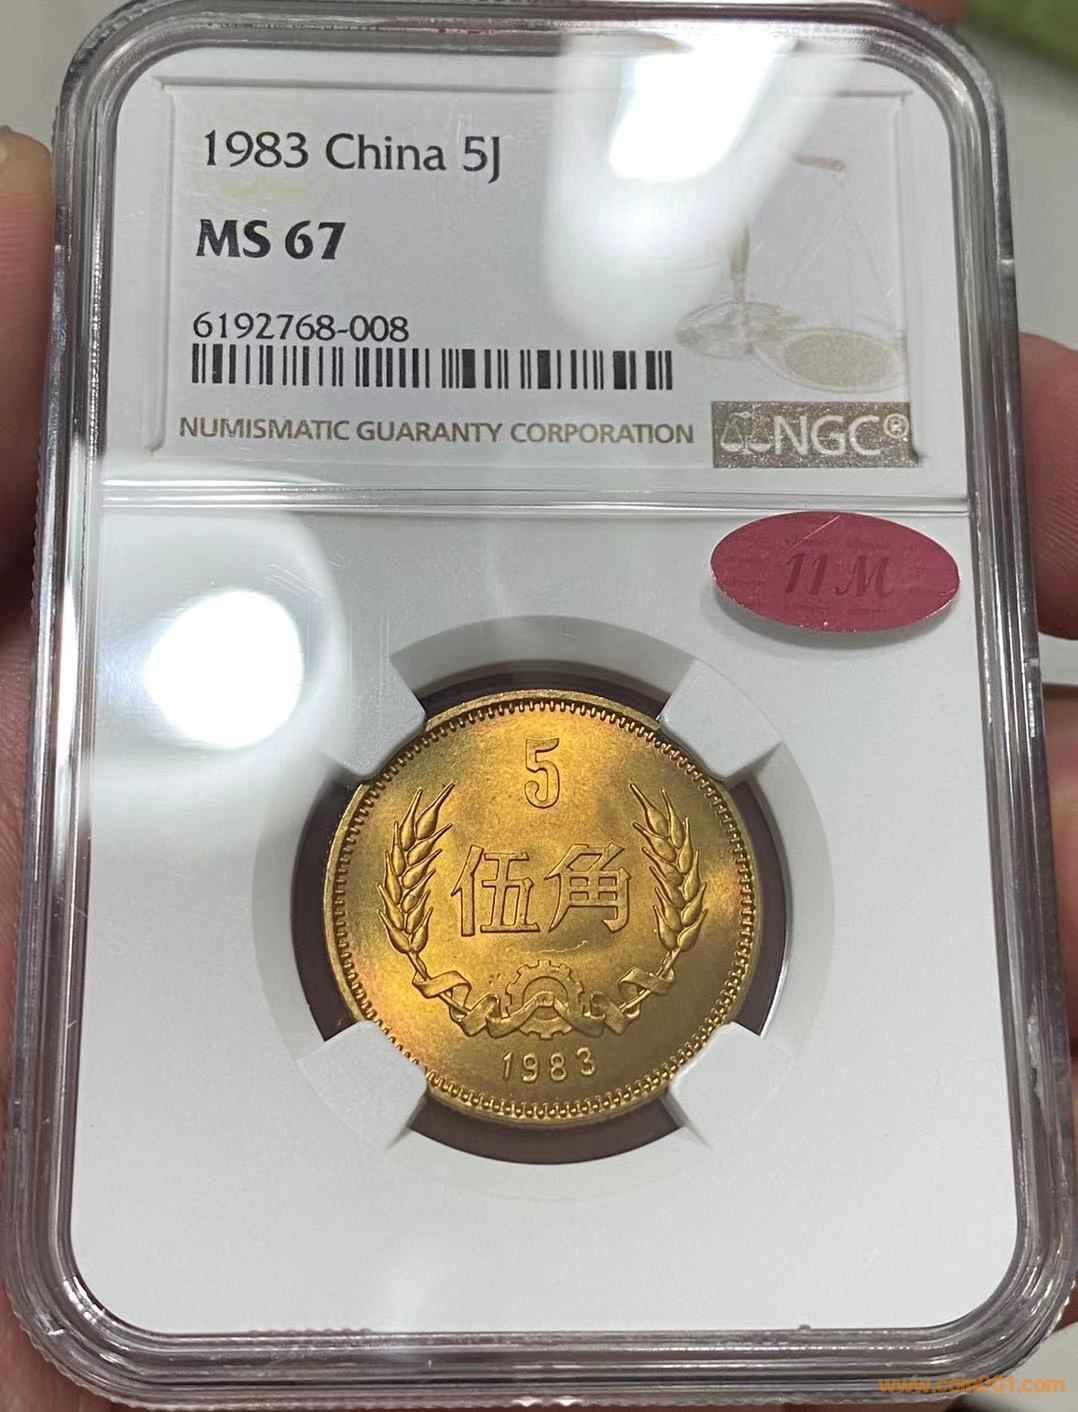 1983 China 5J
MS 67
6192768-008
NUMISMATIC GUARANTY CORPORATION
NGC®
11M
5
伍角
1983
www.coin001.com